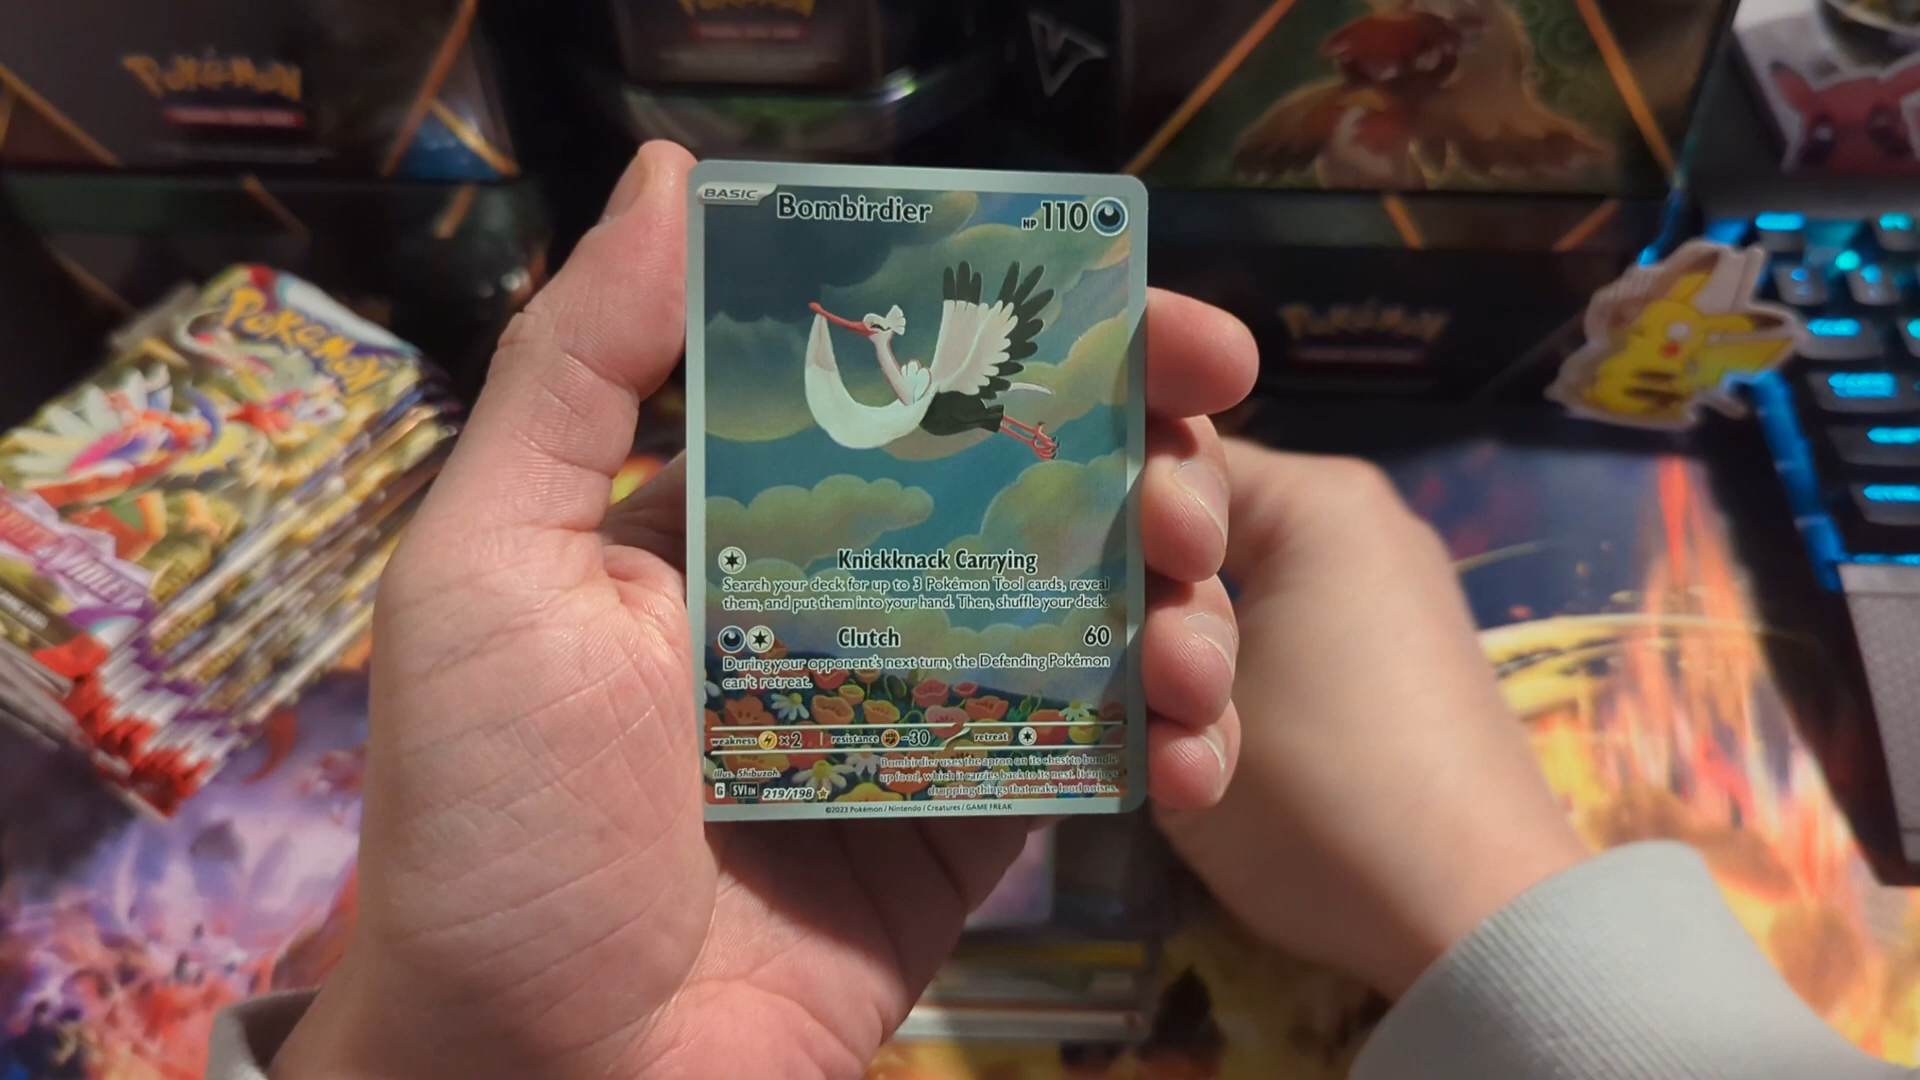 POKéMON
POKéMON
POKéMON
POKéMON
BASIC
Bombirdier
HP 110
Knickknack Carrying
Search your deck for up to 3 Pokémon Tool cards, reveal
them, and put them into your hand. Then, shuffle your deck.
Clutch 60
During your opponent's next turn, the Defending Pokémon
can't retreat.
weakness ×2 resistance -30 retreat
Bombirdier uses the apron on its chest to bundle
up food, which it carries back to its nest. It enjoys
dropping things that make loud noises.
Illus. Shibuzoh.
G SVI EN 219/198
©2023 Pokémon / Nintendo / Creatures / GAME FREAK